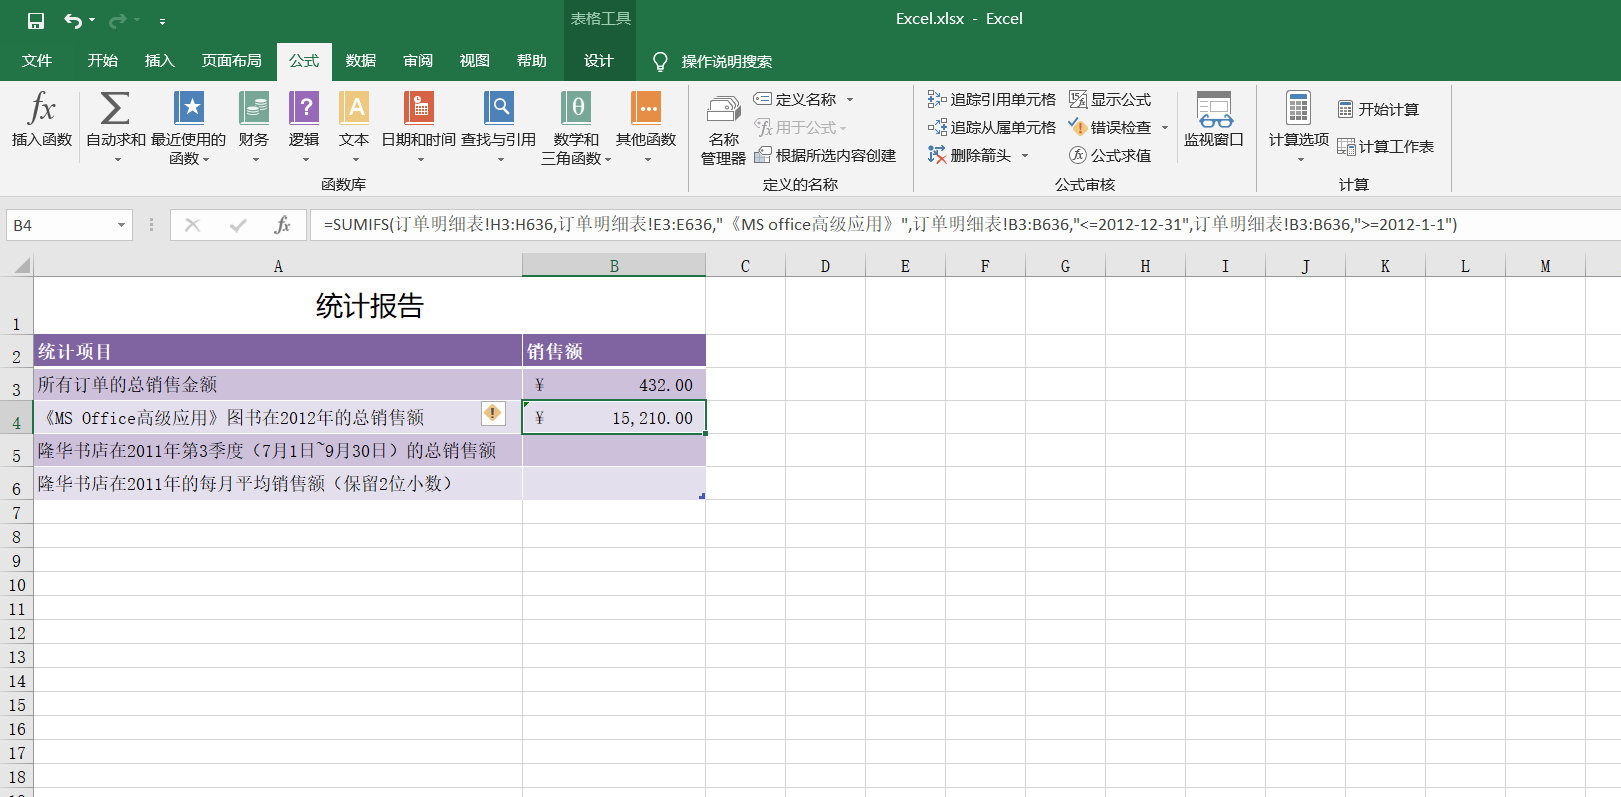 表格工具
Excel.xlsx - Excel
文件 开始 插入 页面布局 公式 数据 审阅 视图 帮助 设计 操作说明搜索
fx 插入函数
自动求和
最近使用的
函数
财务
逻辑
文本
日期和时间
查找与引用
数学和
三角函数
其他函数
函数库
名称
管理器
定义名称
用于公式
根据所选内容创建
定义的名称
追踪引用单元格
追踪从属单元格
删除箭头
显示公式
错误检查
公式求值
公式审核
监视窗口
计算选项
开始计算
计算工作表
计算
B4
fx
=SUMIFS(订单明细表!H3:H636,订单明细表!E3:E636,"《MS office高级应用》",订单明细表!B3:B636,"<=2012-12-31",订单明细表!B3:B636,">=2012-1-1")
A B C D E F G H I J K L M
1 统计报告
2 统计项目 销售额
3 所有订单的总销售金额 ¥ 432.00
4 《MS Office高级应用》图书在2012年的总销售额 ¥ 15,210.00
5 隆华书店在2011年第3季度（7月1日~9月30日）的总销售额
6 隆华书店在2011年的每月平均销售额（保留2位小数）
7
8
9
10
11
12
13
14
15
16
17
18